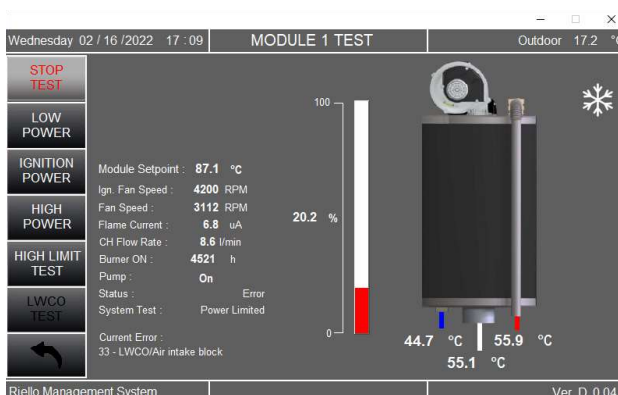 Wednesday 02 / 16 /2022 17 : 09 MODULE 1 TEST Outdoor 17.2 °
STOP TEST
LOW POWER
IGNITION POWER
HIGH POWER
HIGH LIMIT TEST
LWCO TEST
Module Setpoint : 87.1 °C
Ign. Fan Speed : 4200 RPM
Fan Speed : 3112 RPM
Flame Current : 6.8 uA
CH Flow Rate : 8.6 l/min
Burner ON : 4521 h
Pump : On
Status : Error
System Test : Power Limited
Current Error :
33 - LWCO/Air intake block
100
20.2 %
0
44.7 °C 55.9 °C
55.1 °C
Riello Management System Ver. D 0.04